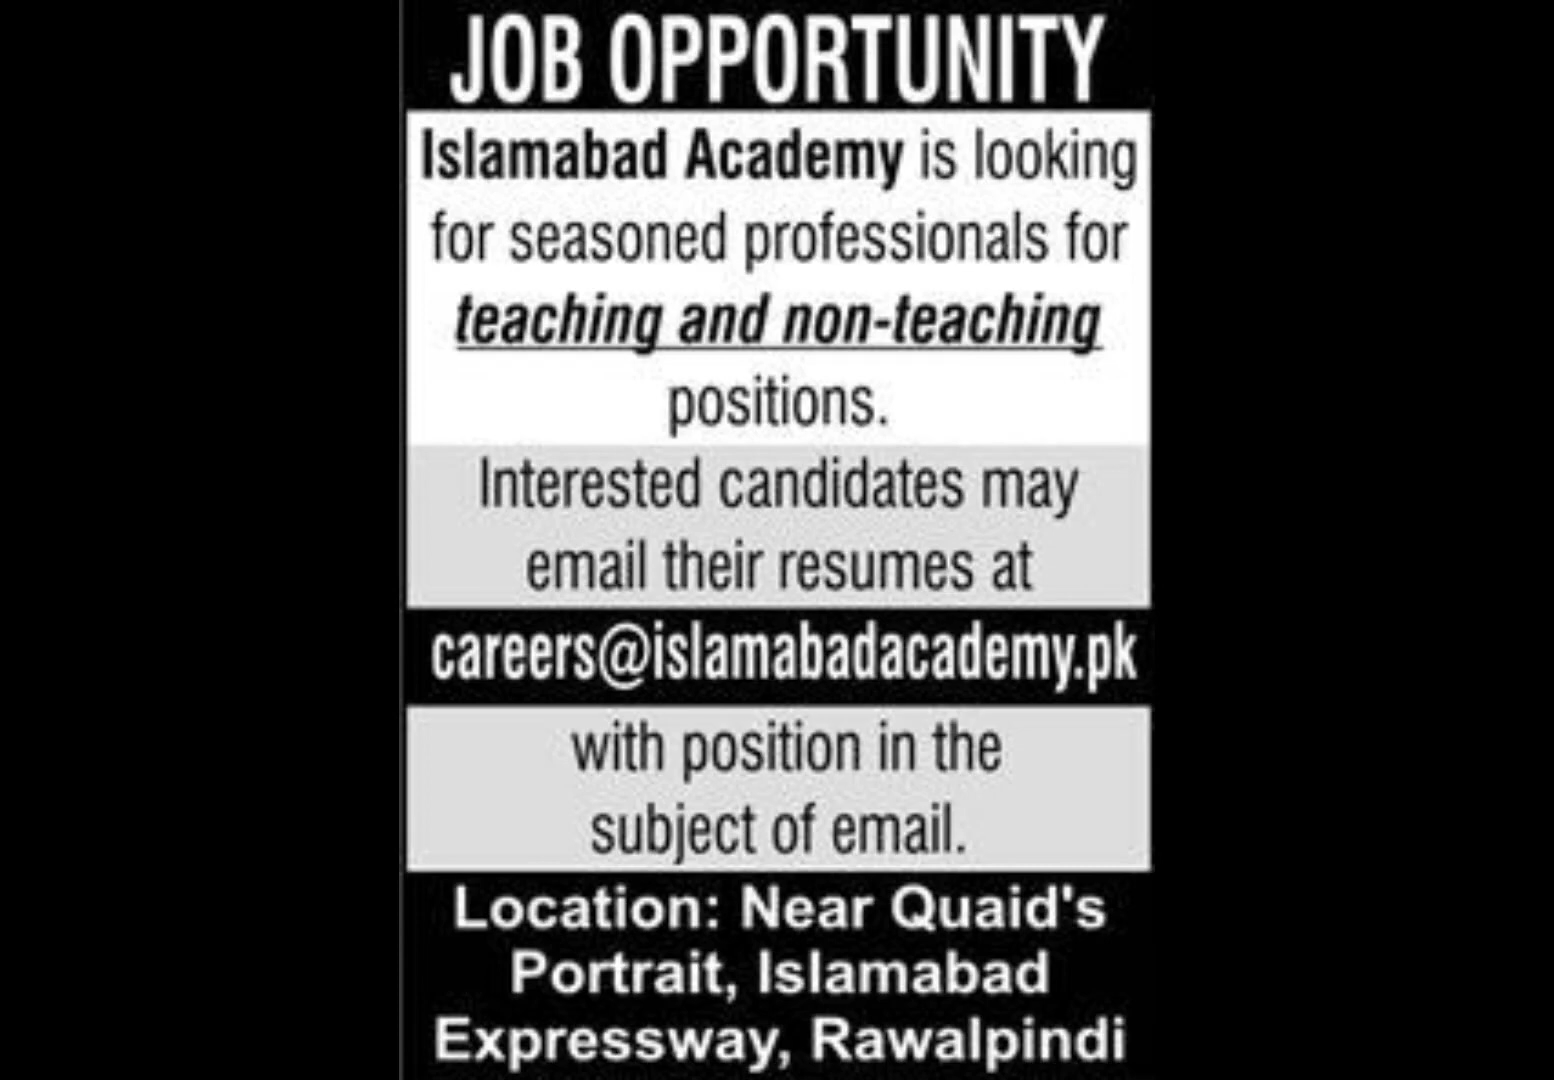 JOB OPPORTUNITY
Islamabad Academy is looking
for seasoned professionals for
teaching and non-teaching
positions.
Interested candidates may
email their resumes at
careers@islamabadacademy.pk
with position in the
subject of email.
Location: Near Quaid's
Portrait, Islamabad
Expressway, Rawalpindi